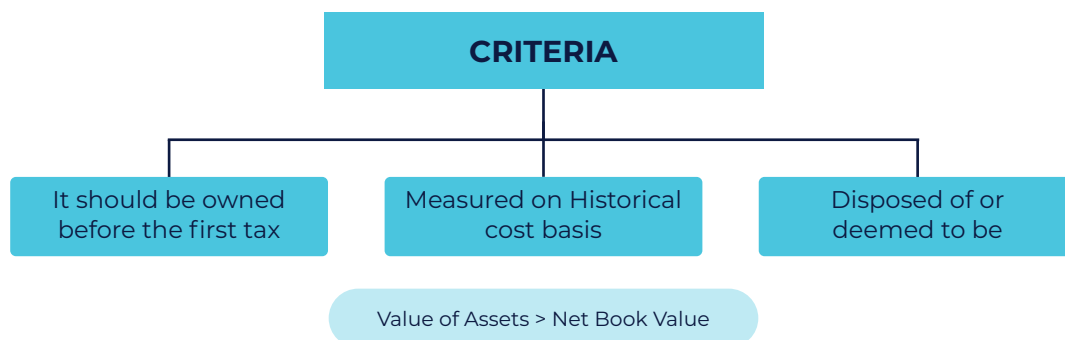 CRITERIA
It should be owned
before the first tax
Measured on Historical
cost basis
Disposed of or
deemed to be
Value of Assets > Net Book Value